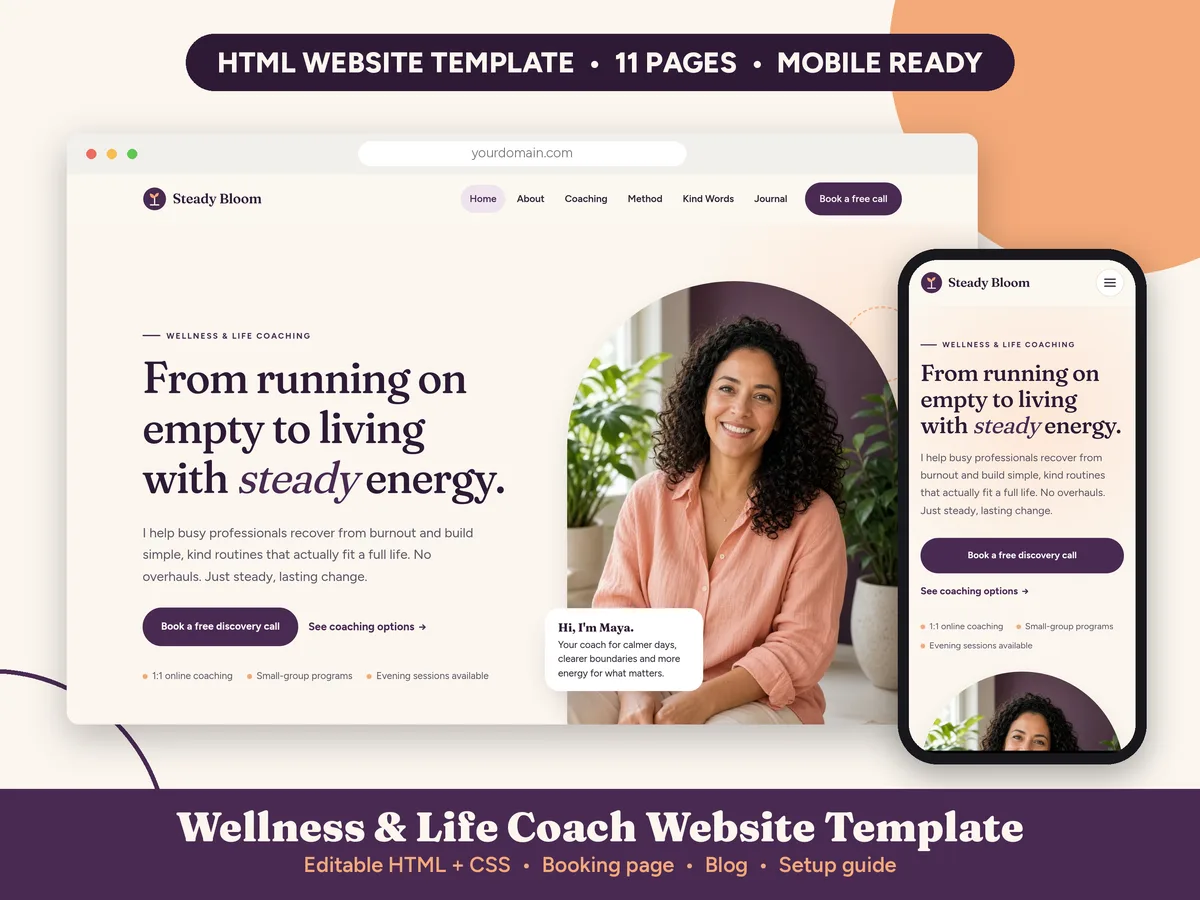 HTML WEBSITE TEMPLATE • 11 PAGES • MOBILE READY
yourdomain.com
Steady Bloom
Home About Coaching Method Kind Words Journal Book a free call
WELLNESS & LIFE COACHING
From running on
empty to living
with steady energy.
I help busy professionals recover from burnout and build
simple, kind routines that actually fit a full life. No
overhauls. Just steady, lasting change.
Book a free discovery call See coaching options →
1:1 online coaching Small-group programs Evening sessions available
Hi, I'm Maya.
Your coach for calmer days,
clearer boundaries and more
energy for what matters.
Steady Bloom
WELLNESS & LIFE COACHING
From running on
empty to living
with steady energy.
I help busy professionals recover from
burnout and build simple, kind routines
that actually fit a full life. No overhauls.
Just steady, lasting change.
Book a free discovery call
See coaching options →
1:1 online coaching Small-group programs
Evening sessions available
Wellness & Life Coach Website Template
Editable HTML + CSS • Booking page • Blog • Setup guide